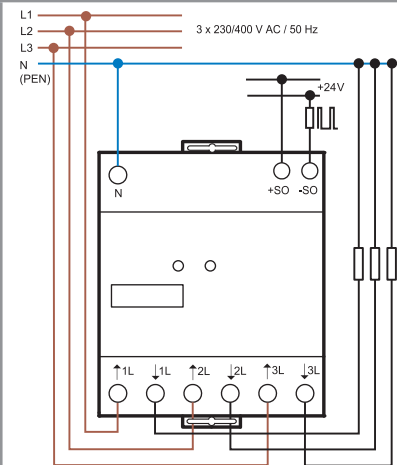 L1
L2
L3
N
(PEN)
3 x 230/400 V AC / 50 Hz
+24V
N
+SO -SO
1L 1L 2L 2L 3L 3L